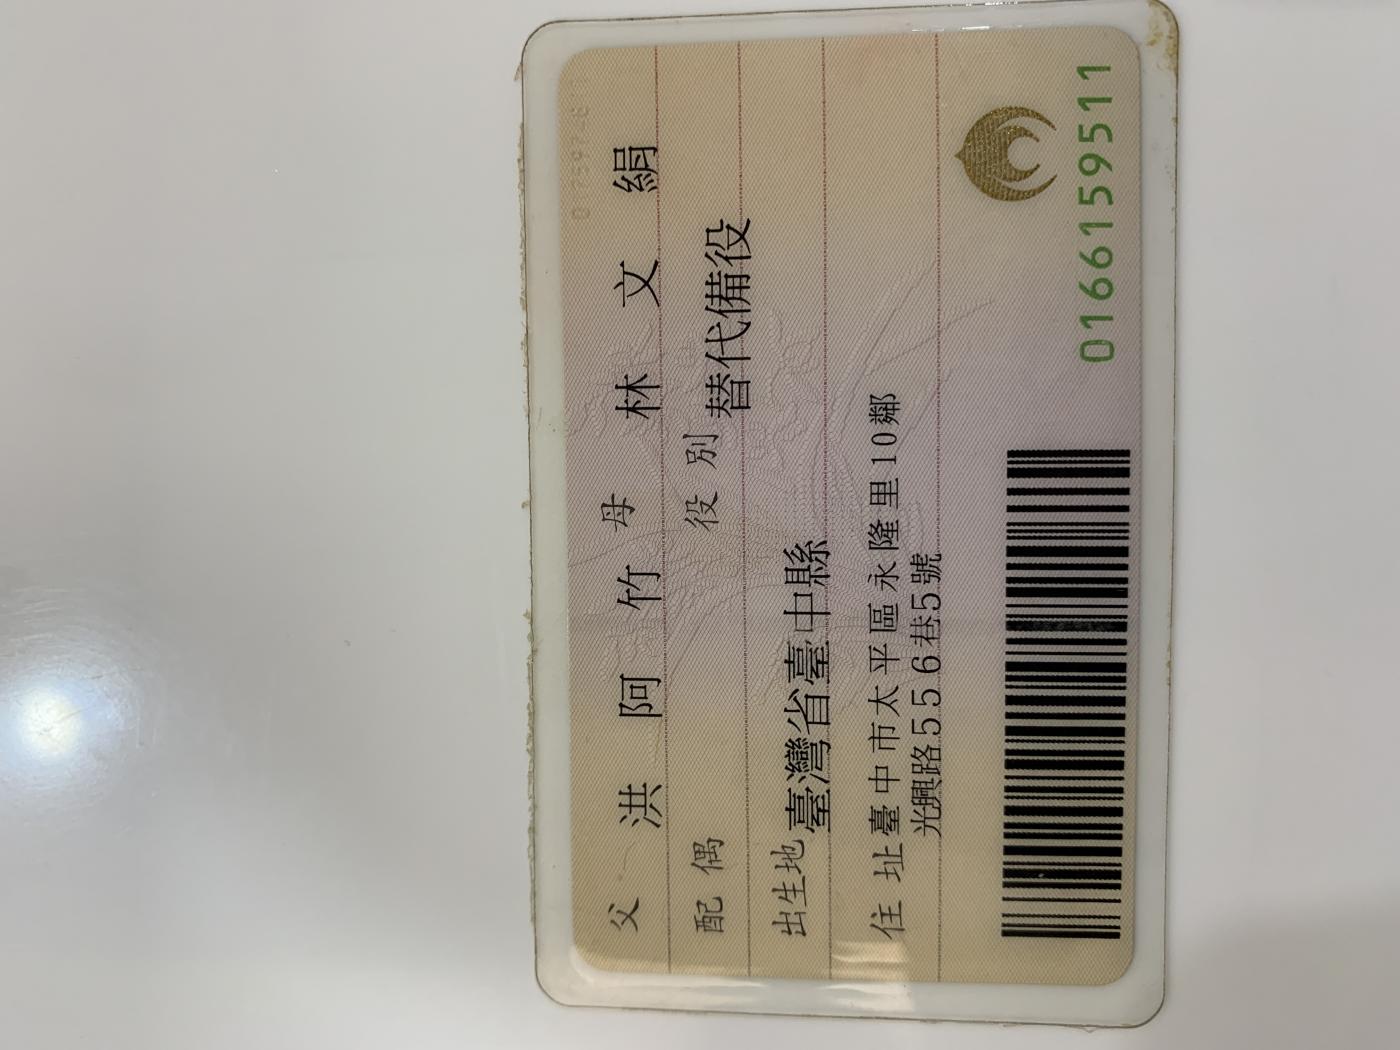 父 洪阿竹 母 林文絹
配偶 役別 替代備役
出生地 臺灣省臺中縣
住址 臺中市太平區永隆里10鄰
光興路556巷5號
0166159511